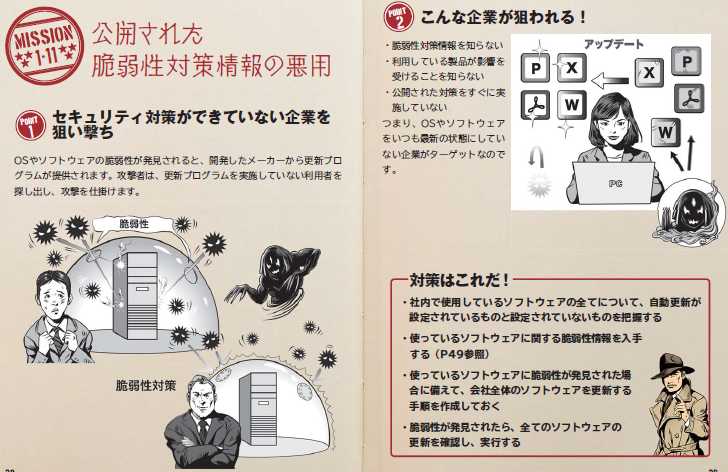 MISSION
1-11
公開された
脆弱性対策情報の悪用
POINT
1
セキュリティ対策ができていない企業を
狙い撃ち
OSやソフトウェアの脆弱性が発見されると、開発したメーカーから更新プロ
グラムが提供されます。攻撃者は、更新プログラムを実施していない利用者を
探し出し、攻撃を仕掛けます。
脆弱性
脆弱性対策
POINT
2
こんな企業が狙われる！
・脆弱性対策情報を知らない
・利用している製品が影響を
受けることを知らない
・公開された対策をすぐに実
施していない
つまり、OSやソフトウェア
をいつも最新の状態にしてい
ない企業がターゲットなので
す。
アップデート
P
X
X
P
W
W
PC
対策はこれだ！
・社内で使用しているソフトウェアの全てについて、自動更新が
設定されているものと設定されていないものを把握する
・使っているソフトウェアに関する脆弱性情報を入手
する（P49参照）
・使っているソフトウェアに脆弱性が発見された場
合に備えて、会社全体のソフトウェアを更新する
手順を作成しておく
・脆弱性が発見されたら、全てのソフトウェアの
更新を確認し、実行する